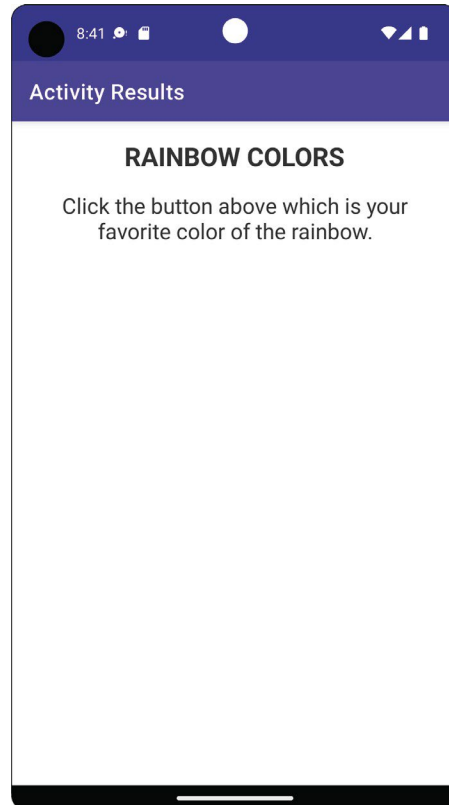 8:41
Activity Results
RAINBOW COLORS
Click the button above which is your
favorite color of the rainbow.